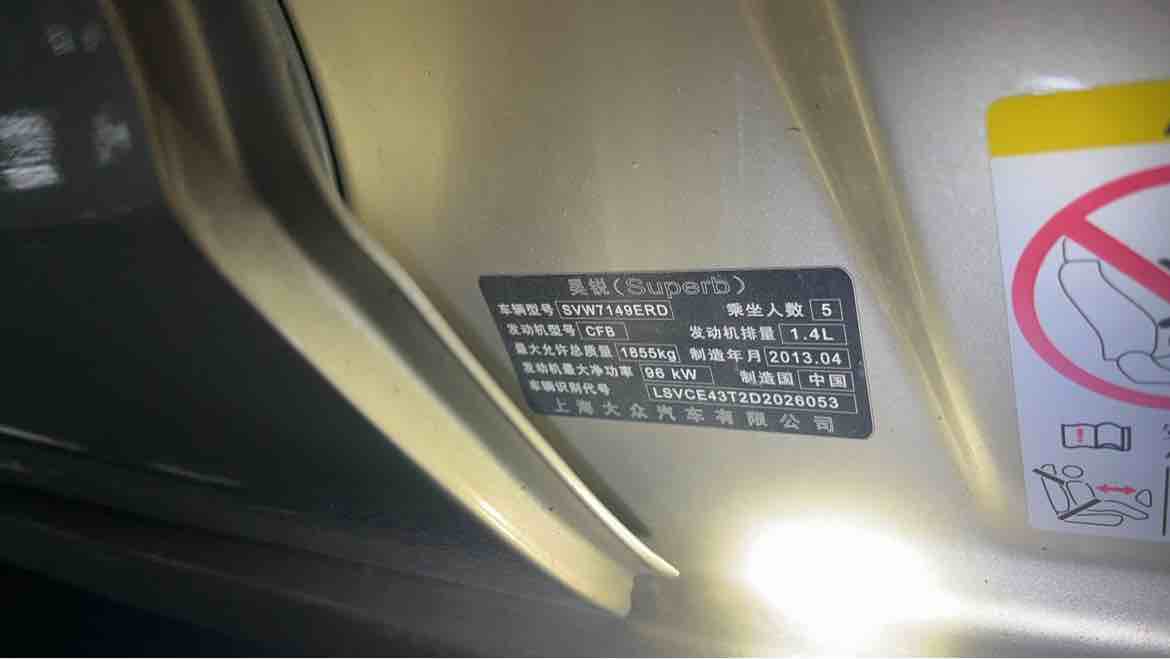 昊锐(Superb)
车辆型号 SVW7149ERD 乘坐人数 5
发动机型号 CFB 发动机排量 1.4L
最大允许总质量 1855kg 制造年月 2013.04
发动机最大净功率 96 kW 制造国 中国
车辆识别代号 LSVCE43T2D2026053
上海大众汽车有限公司